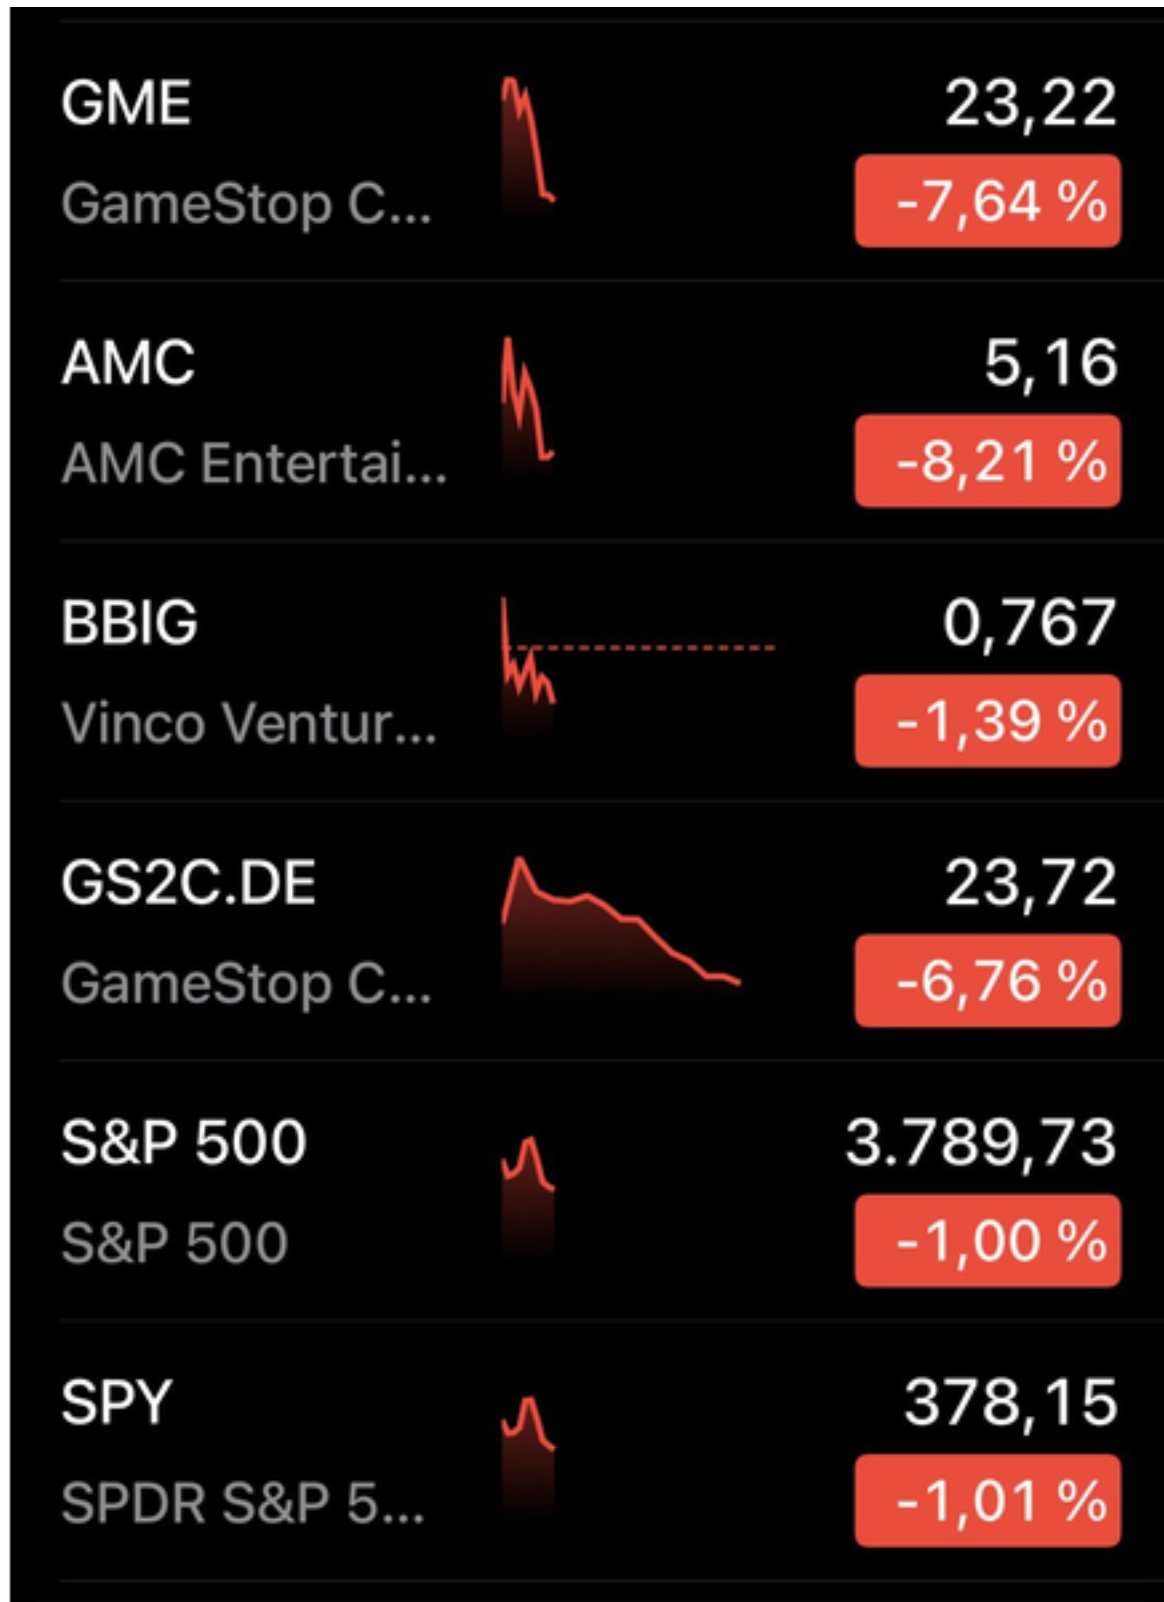 GME 23,22
GameStop C... -7,64 %
AMC 5,16
AMC Entertai... -8,21 %
BBIG 0,767
Vinco Ventur... -1,39 %
GS2C.DE 23,72
GameStop C... -6,76 %
S&P 500 3.789,73
S&P 500 -1,00 %
SPY 378,15
SPDR S&P 5... -1,01 %